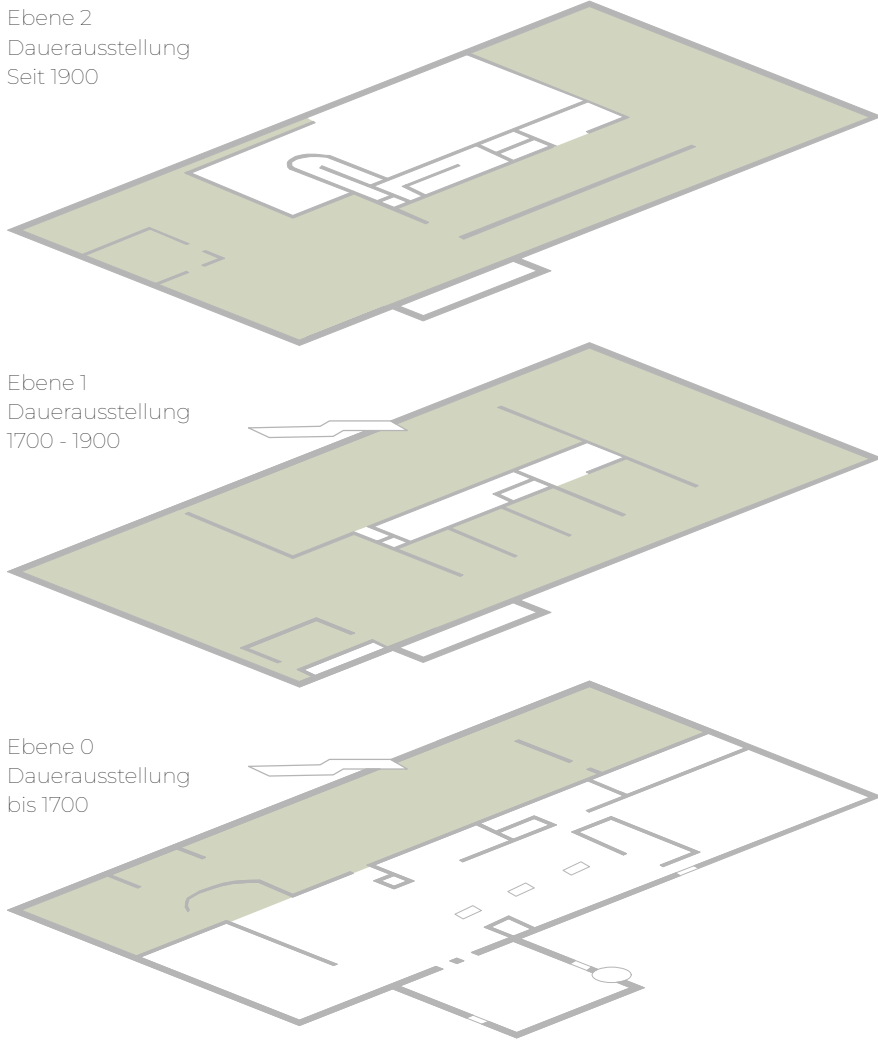 Ebene 2
Dauerausstellung
Seit 1900
Ebene 1
Dauerausstellung
1700 - 1900
Ebene 0
Dauerausstellung
bis 1700